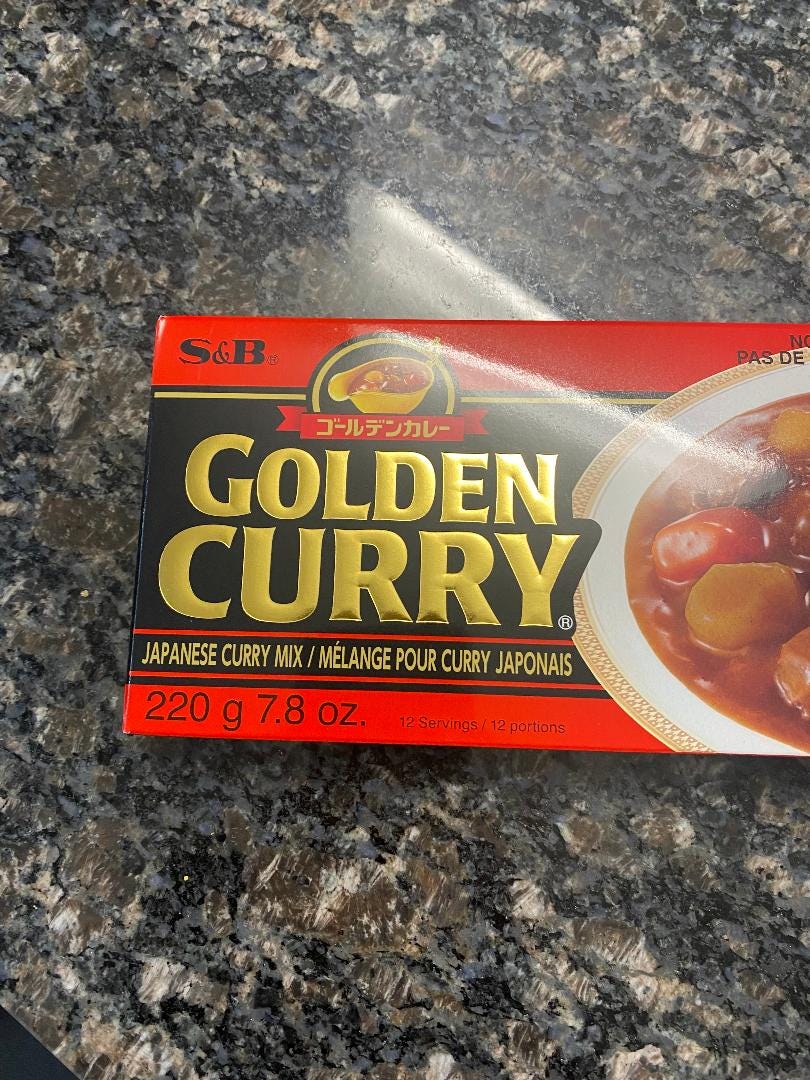 S&B®
NO
PAS DE
ゴールデンカレー
GOLDEN
CURRY®
JAPANESE CURRY MIX / MÉLANGE POUR CURRY JAPONAIS
220 g 7.8 oz.
12 Servings / 12 portions